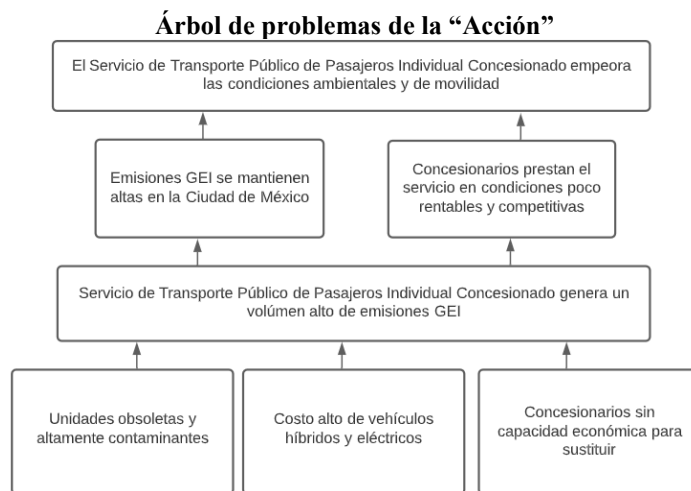 Árbol de problemas de la “Acción”
El Servicio de Transporte Público de Pasajeros Individual Concesionado empeora
las condiciones ambientales y de movilidad
Emisiones GEI se mantienen
altas en la Ciudad de México
Concesionarios prestan el
servicio en condiciones poco
rentables y competitivas
Servicio de Transporte Público de Pasajeros Individual Concesionado genera un
volúmen alto de emisiones GEI
Unidades obsoletas y
altamente contaminantes
Costo alto de vehículos
híbridos y eléctricos
Concesionarios sin
capacidad económica para
sustituir